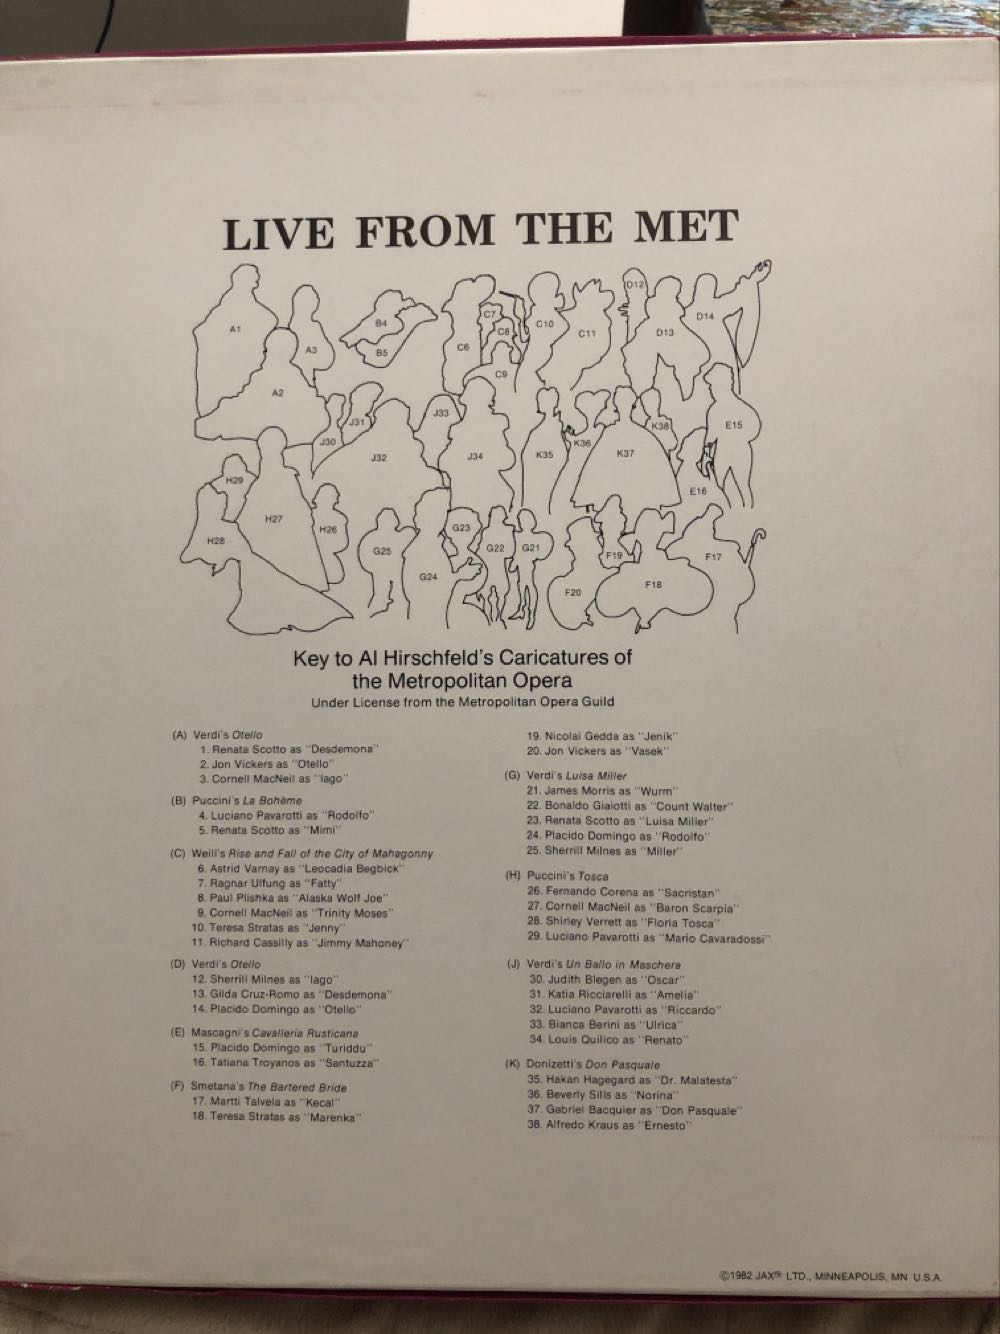 LIVE FROM THE MET
A1
A3
A2
B4
B5
C6
C7
C8
C9
C10
C11
D12
D13
D14
J30
J31
J32
J33
J34
K35
K36
K37
K38
E15
E16
H29
H28
H27
H26
G25
G24
G23
G22
G21
F20
F19
F18
F17
Key to Al Hirschfeld's Caricatures of
the Metropolitan Opera
Under License from the Metropolitan Opera Guild
(A) Verdi's Otello
1. Renata Scotto as "Desdemona"
2. Jon Vickers as "Otello"
3. Cornell MacNeil as "Iago"
(B) Puccini's La Bohème
4. Luciano Pavarotti as "Rodolfo"
5. Renata Scotto as "Mimi"
(C) Weill's Rise and Fall of the City of Mahagonny
6. Astrid Varnay as "Leocadia Begbick"
7. Ragnar Ulfung as "Fatty"
8. Paul Plishka as "Alaska Wolf Joe"
9. Cornell MacNeil as "Trinity Moses"
10. Teresa Stratas as "Jenny"
11. Richard Cassilly as "Jimmy Mahoney"
(D) Verdi's Otello
12. Sherrill Milnes as "Iago"
13. Gilda Cruz-Romo as "Desdemona"
14. Placido Domingo as "Otello"
(E) Mascagni's Cavalleria Rusticana
15. Placido Domingo as "Turiddu"
16. Tatiana Troyanos as "Santuzza"
(F) Smetana's The Bartered Bride
17. Martti Talvela as "Kecal"
18. Teresa Stratas as "Marenka"
19. Nicolai Gedda as "Jenik"
20. Jon Vickers as "Vasek"
(G) Verdi's Luisa Miller
21. James Morris as "Wurm"
22. Bonaldo Giaiotti as "Count Walter"
23. Renata Scotto as "Luisa Miller"
24. Placido Domingo as "Rodolfo"
25. Sherrill Milnes as "Miller"
(H) Puccini's Tosca
26. Fernando Corena as "Sacristan"
27. Cornell MacNeil as "Baron Scarpia"
28. Shirley Verrett as "Floria Tosca"
29. Luciano Pavarotti as "Mario Cavaradossi"
(J) Verdi's Un Ballo in Maschera
30. Judith Blegen as "Oscar"
31. Katia Ricciarelli as "Amelia"
32. Luciano Pavarotti as "Riccardo"
33. Bianca Berini as "Ulrica"
34. Louis Quilico as "Renato"
(K) Donizetti's Don Pasquale
35. Hakan Hagegard as "Dr. Malatesta"
36. Beverly Sills as "Norina"
37. Gabriel Bacquier as "Don Pasquale"
38. Alfredo Kraus as "Ernesto"
©1982 JAX LTD., MINNEAPOLIS, MN U.S.A.